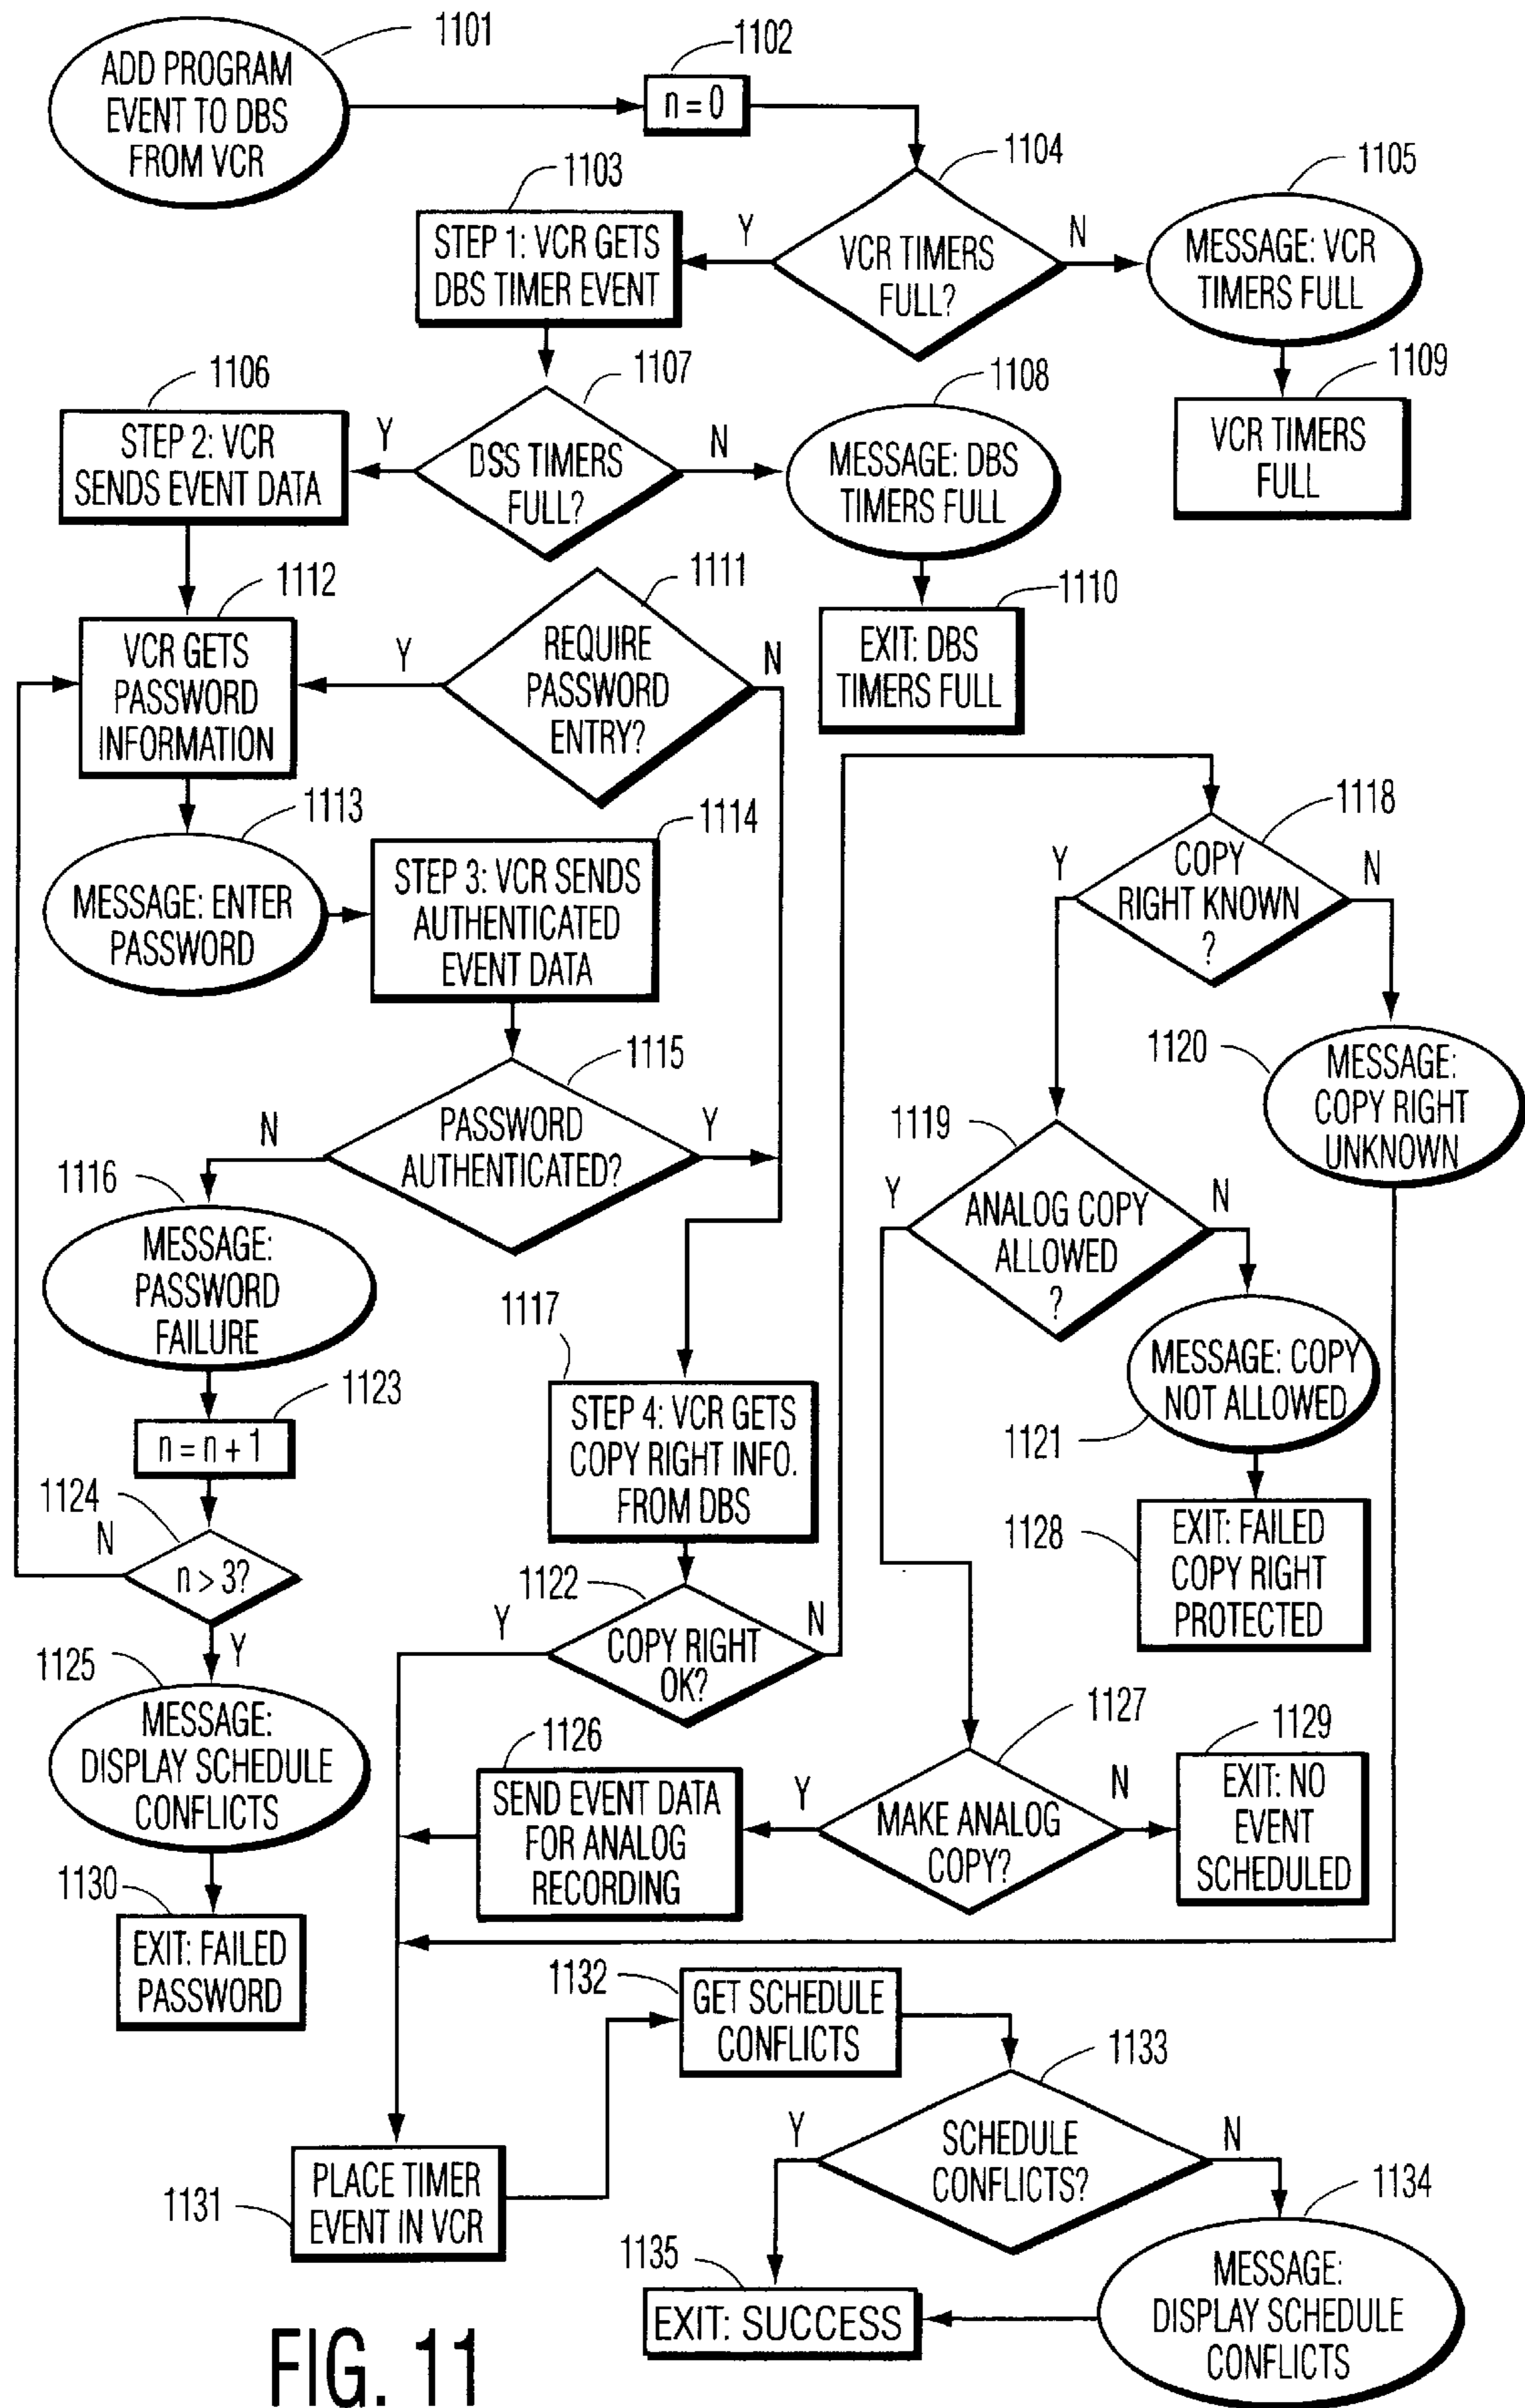 1101
ADD PROGRAM
EVENT TO DBS
FROM VCR
1102
n = 0
1103
STEP 1: VCR GETS
DBS TIMER EVENT
1104
Y
VCR TIMERS
FULL?
N
1105
MESSAGE: VCR
TIMERS FULL
1106
STEP 2: VCR
SENDS EVENT DATA
1107
Y
DSS TIMERS
FULL?
N
1108
MESSAGE: DBS
TIMERS FULL
1109
VCR TIMERS
FULL
1110
EXIT: DBS
TIMERS FULL
1111
Y
REQUIRE
PASSWORD
ENTRY?
N
1112
VCR GETS
PASSWORD
INFORMATION
1113
MESSAGE: ENTER
PASSWORD
1114
STEP 3: VCR SENDS
AUTHENTICATED
EVENT DATA
1115
N
PASSWORD
AUTHENTICATED?
Y
1116
MESSAGE:
PASSWORD
FAILURE
1117
STEP 4: VCR GETS
COPY RIGHT INFO.
FROM DBS
1118
Y
COPY
RIGHT KNOWN
?
N
1119
Y
ANALOG COPY
ALLOWED
?
N
1120
MESSAGE:
COPY RIGHT
UNKNOWN
1121
MESSAGE: COPY
NOT ALLOWED
1122
Y
COPY RIGHT
OK?
N
1123
n = n + 1
1124
N
n > 3?
Y
1125
MESSAGE:
DISPLAY SCHEDULE
CONFLICTS
1126
SEND EVENT DATA
FOR ANALOG
RECORDING
1127
Y
MAKE ANALOG
COPY?
N
1128
EXIT: FAILED
COPY RIGHT
PROTECTED
1129
EXIT: NO
EVENT
SCHEDULED
1130
EXIT: FAILED
PASSWORD
1131
PLACE TIMER
EVENT IN VCR
1132
GET SCHEDULE
CONFLICTS
1133
Y
SCHEDULE
CONFLICTS?
N
1134
MESSAGE:
DISPLAY SCHEDULE
CONFLICTS
1135
EXIT: SUCCESS
FIG. 11